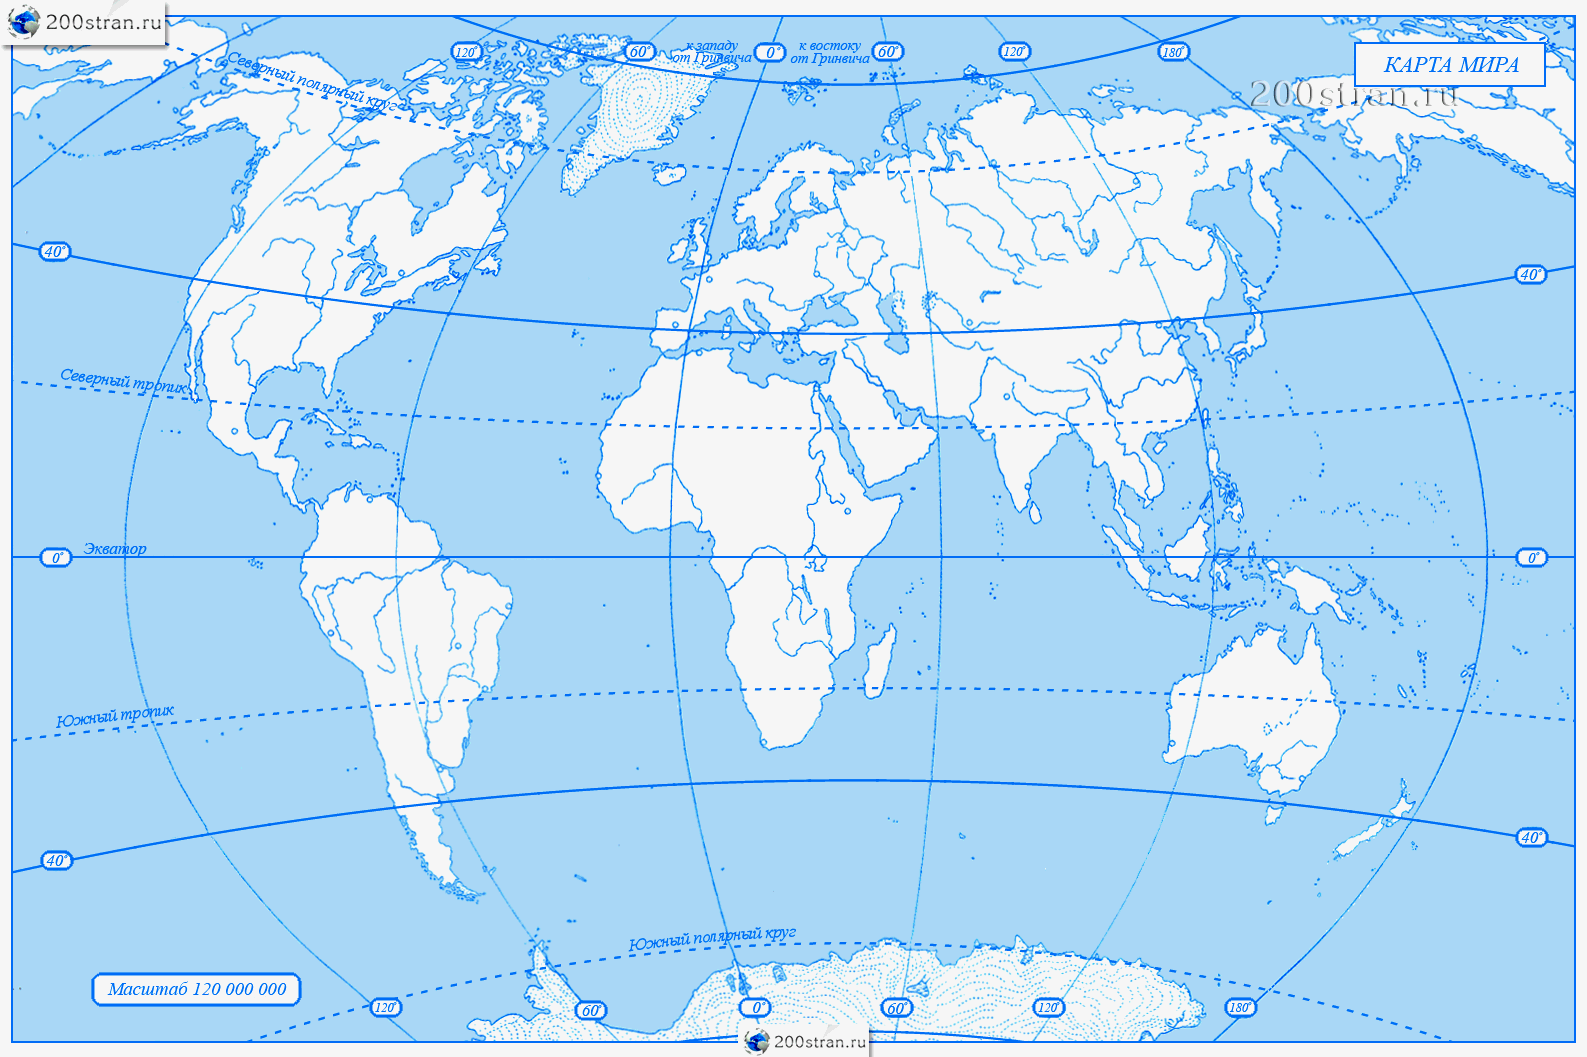 200stran.ru
120°
60°
к западу
от Гринвича
0°
к востоку
от Гринвича
60°
120°
180°
КАРТА МИРА
200stran.ru
Северный полярный круг
40°
40°
Северный тропик
0°
Экватор
0°
Южный тропик
40°
40°
Южный полярный круг
Масштаб 120 000 000
120°
60°
0°
60°
120°
180°
200stran.ru